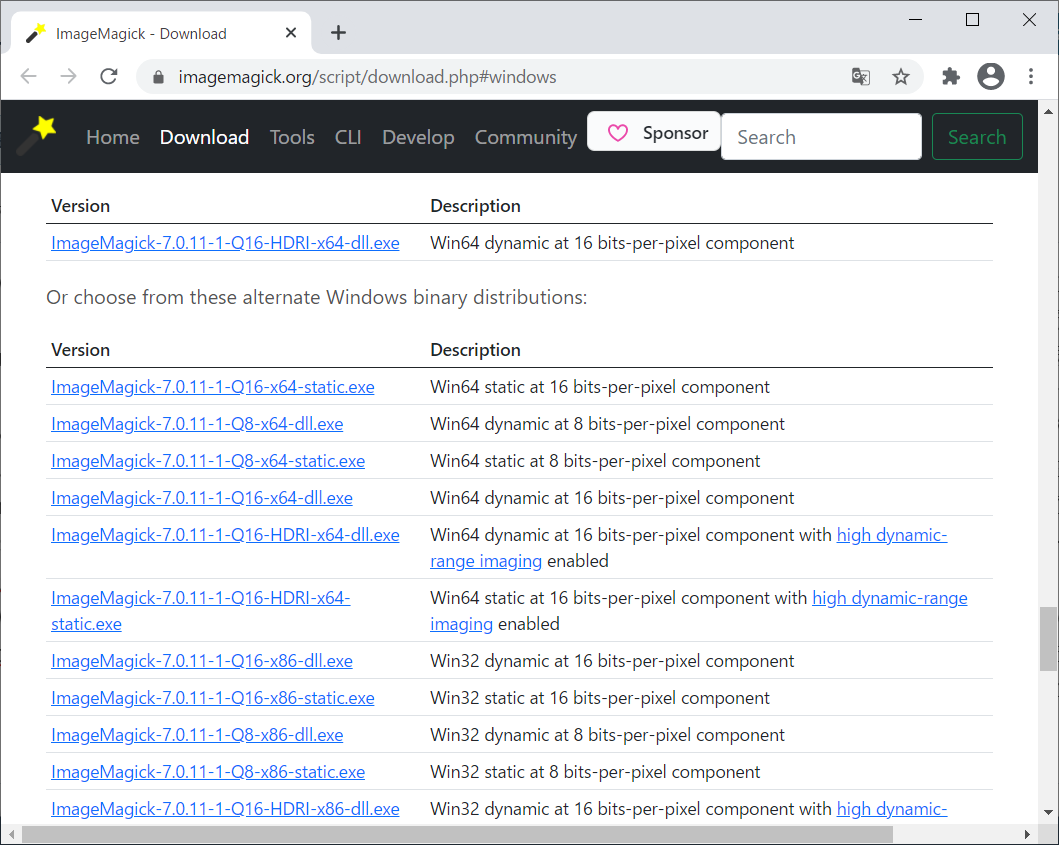 ImageMagick - Download
imagemagick.org/script/download.php#windows
Home Download Tools CLI Develop Community Sponsor Search Search
Version Description
ImageMagick-7.0.11-1-Q16-HDRI-x64-dll.exe Win64 dynamic at 16 bits-per-pixel component
Or choose from these alternate Windows binary distributions:
Version Description
ImageMagick-7.0.11-1-Q16-x64-static.exe Win64 static at 16 bits-per-pixel component
ImageMagick-7.0.11-1-Q8-x64-dll.exe Win64 dynamic at 8 bits-per-pixel component
ImageMagick-7.0.11-1-Q8-x64-static.exe Win64 static at 8 bits-per-pixel component
ImageMagick-7.0.11-1-Q16-x64-dll.exe Win64 dynamic at 16 bits-per-pixel component
ImageMagick-7.0.11-1-Q16-HDRI-x64-dll.exe Win64 dynamic at 16 bits-per-pixel component with high dynamic-
range imaging enabled
ImageMagick-7.0.11-1-Q16-HDRI-x64- Win64 static at 16 bits-per-pixel component with high dynamic-range
static.exe imaging enabled
ImageMagick-7.0.11-1-Q16-x86-dll.exe Win32 dynamic at 16 bits-per-pixel component
ImageMagick-7.0.11-1-Q16-x86-static.exe Win32 static at 16 bits-per-pixel component
ImageMagick-7.0.11-1-Q8-x86-dll.exe Win32 dynamic at 8 bits-per-pixel component
ImageMagick-7.0.11-1-Q8-x86-static.exe Win32 static at 8 bits-per-pixel component
ImageMagick-7.0.11-1-Q16-HDRI-x86-dll.exe Win32 dynamic at 16 bits-per-pixel component with high dynamic-